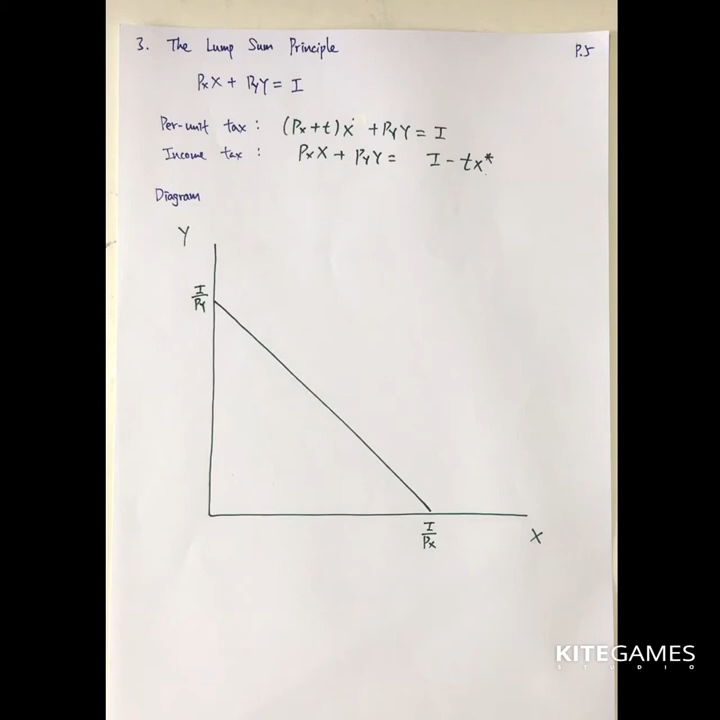 3. The Lump Sum Principle P.5
PxX + PyY = I
Per-unit tax: (Px+t)X + PyY = I
Income tax: PxX + PyY = I - tx*
Diagram
Y
I/Py
I/Px
X
KITEGAMES
STUDIO